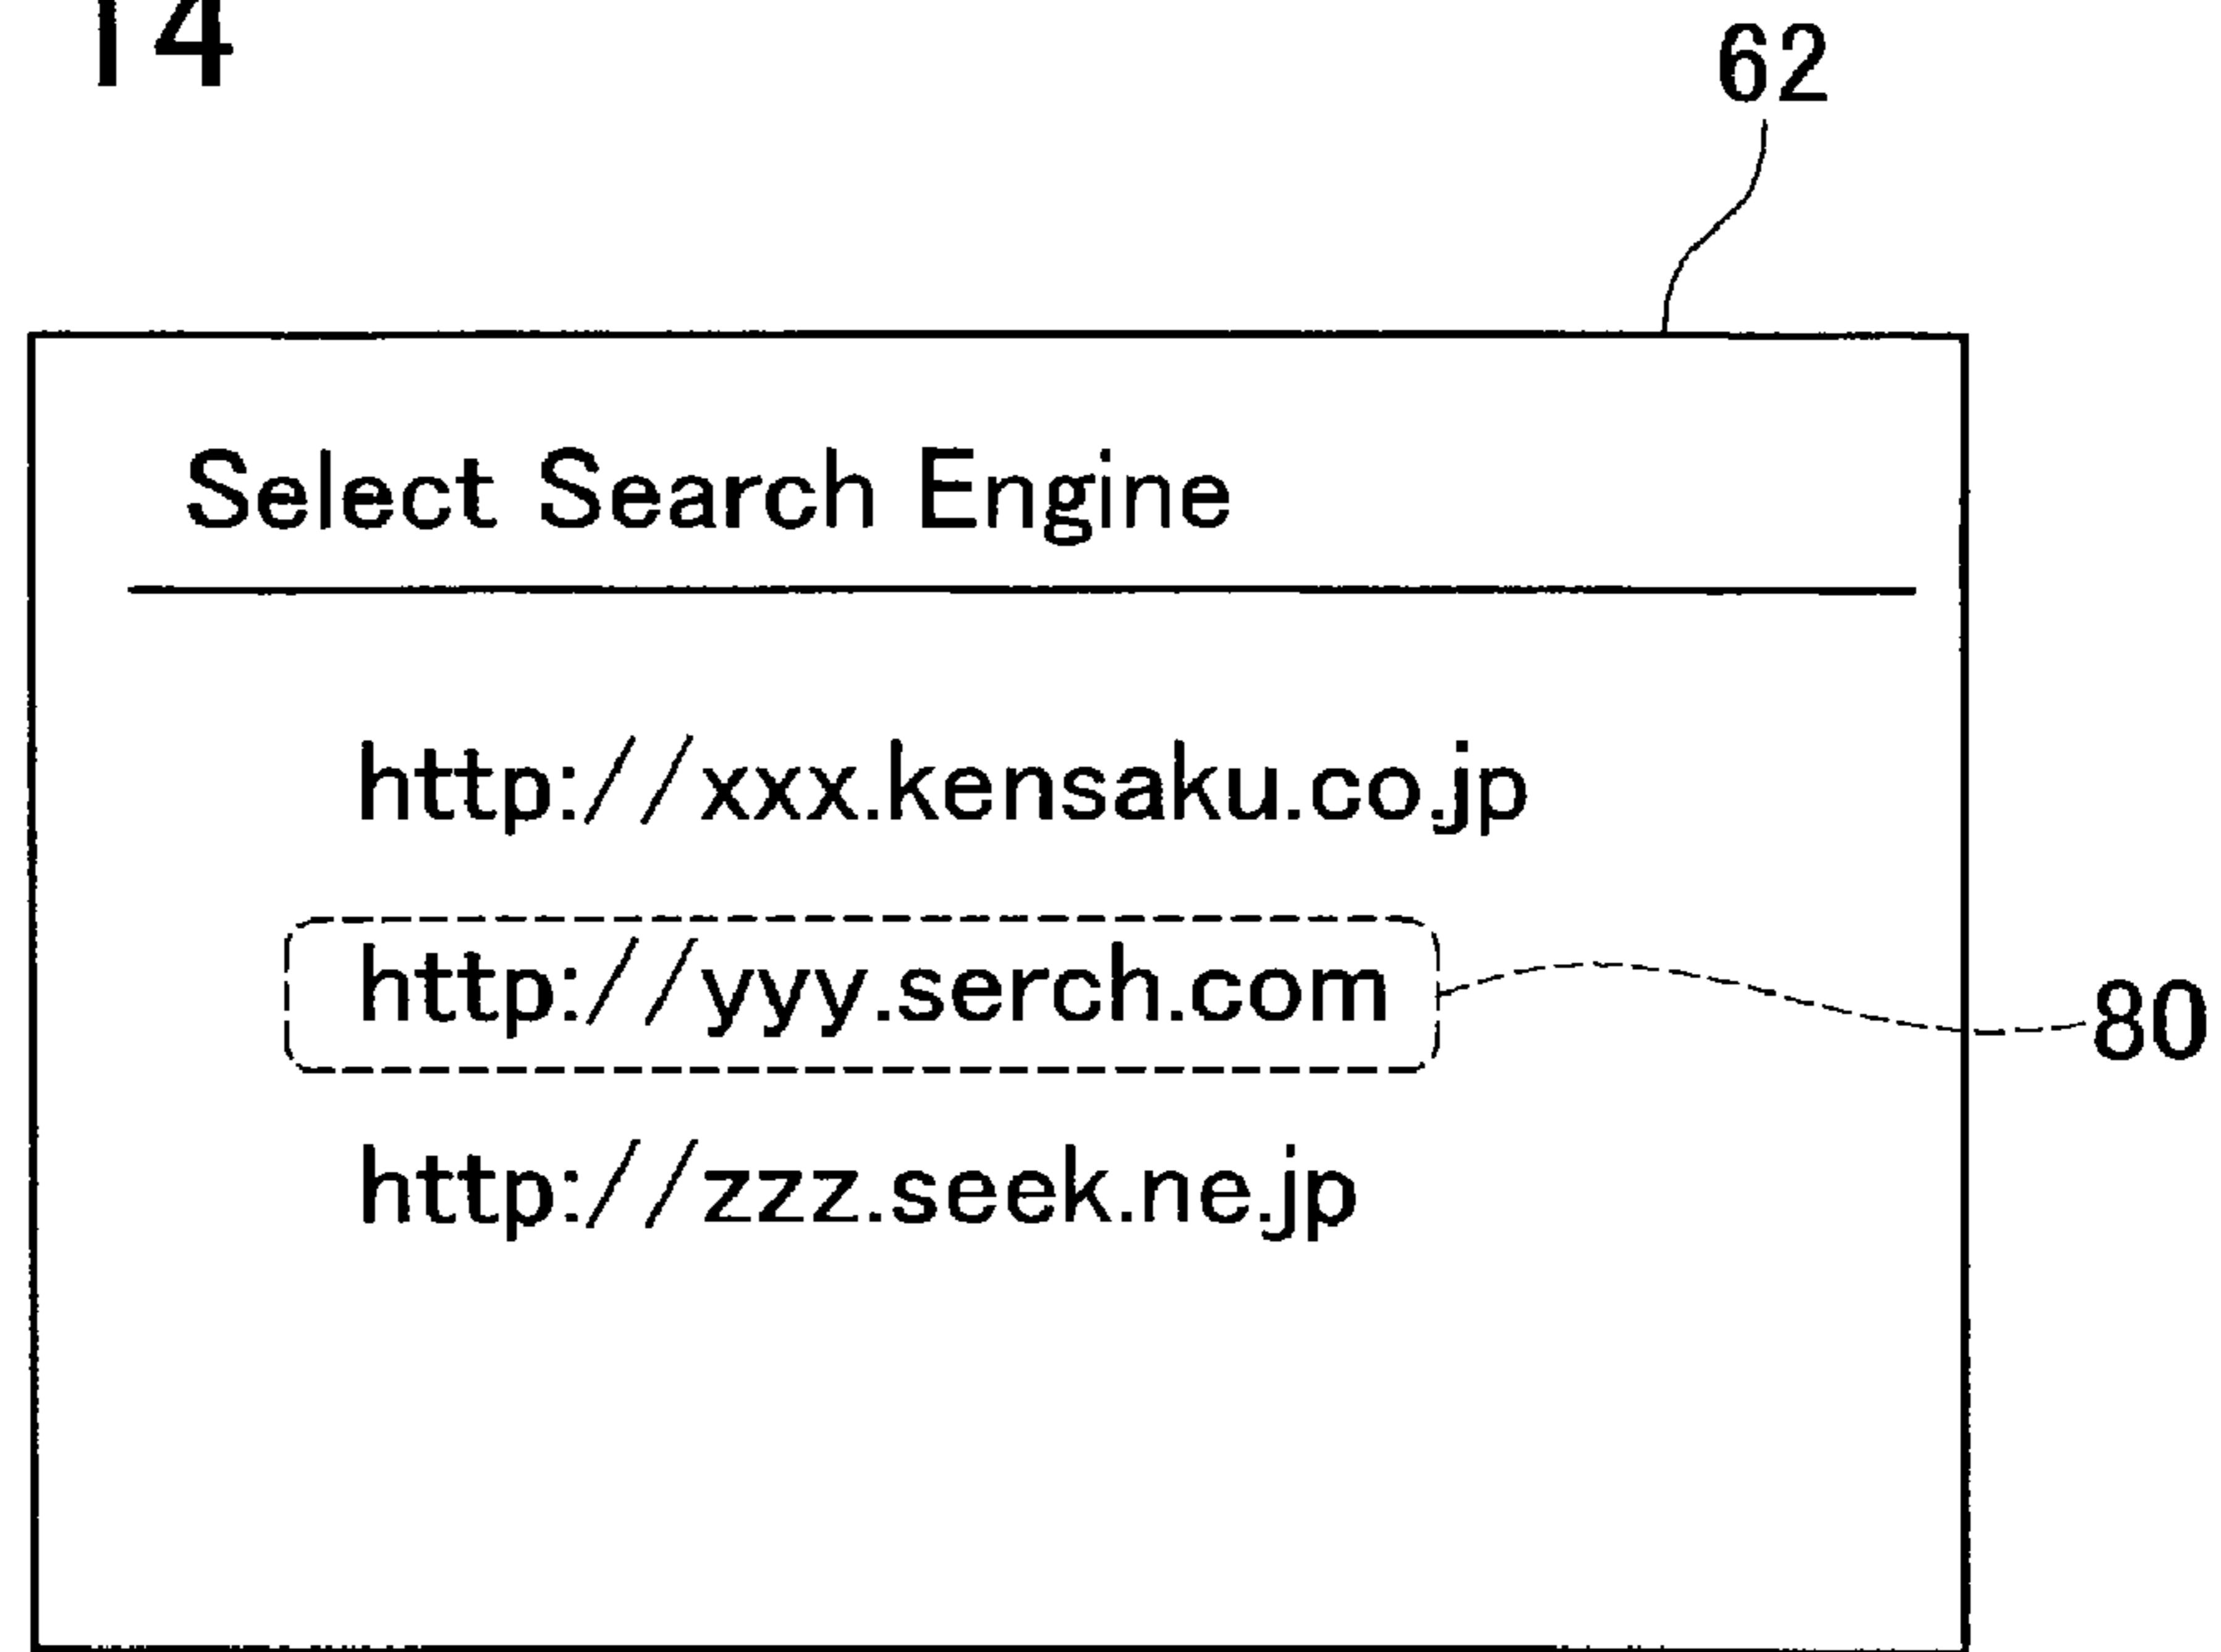 14
62
Select Search Engine
http://xxx.kensaku.co.jp
http://yyy.serch.com
80
http://zzz.seek.ne.jp